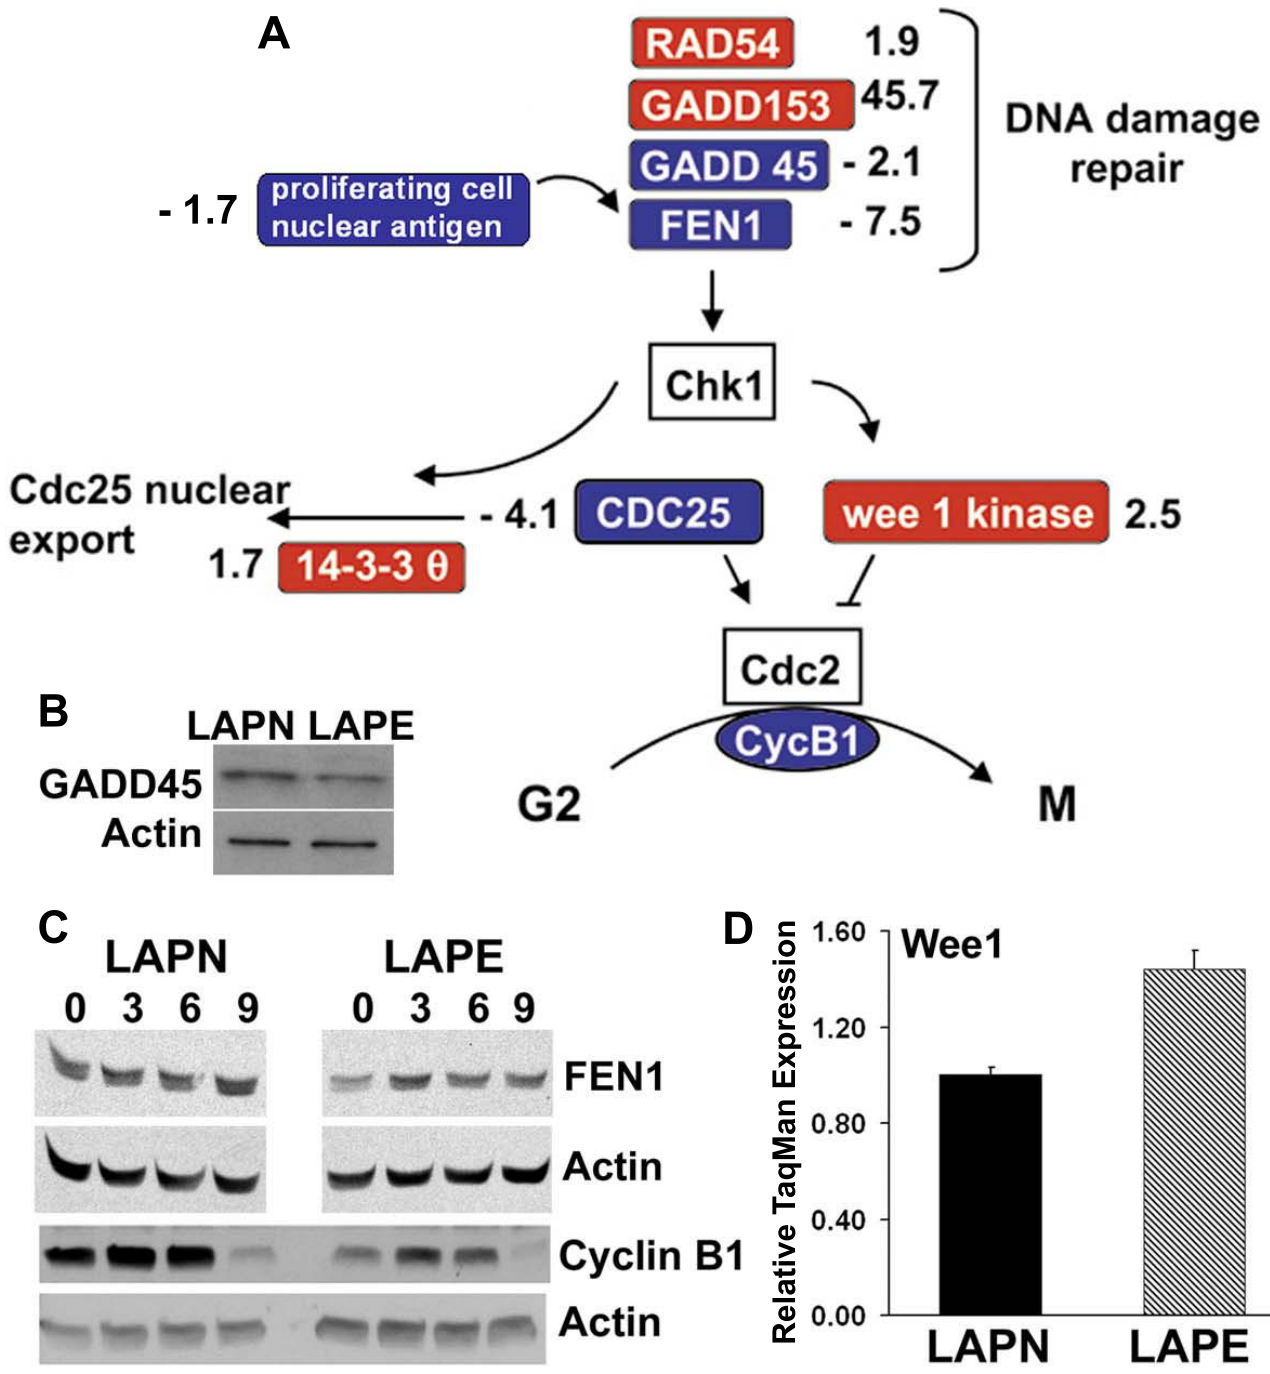 A
RAD54 1.9
GADD153 45.7
GADD 45 - 2.1
FEN1 - 7.5
DNA damage
repair
- 1.7
proliferating cell
nuclear antigen
Chk1
Cdc25 nuclear
export
- 4.1 CDC25
wee 1 kinase 2.5
1.7 14-3-3 θ
Cdc2
CycB1
G2
M
B
LAPN LAPE
GADD45
Actin
C
LAPN LAPE
0 3 6 9 0 3 6 9
FEN1
Actin
Cyclin B1
Actin
D
Relative TaqMan Expression
Wee1
1.60
1.20
0.80
0.40
0.00
LAPN LAPE